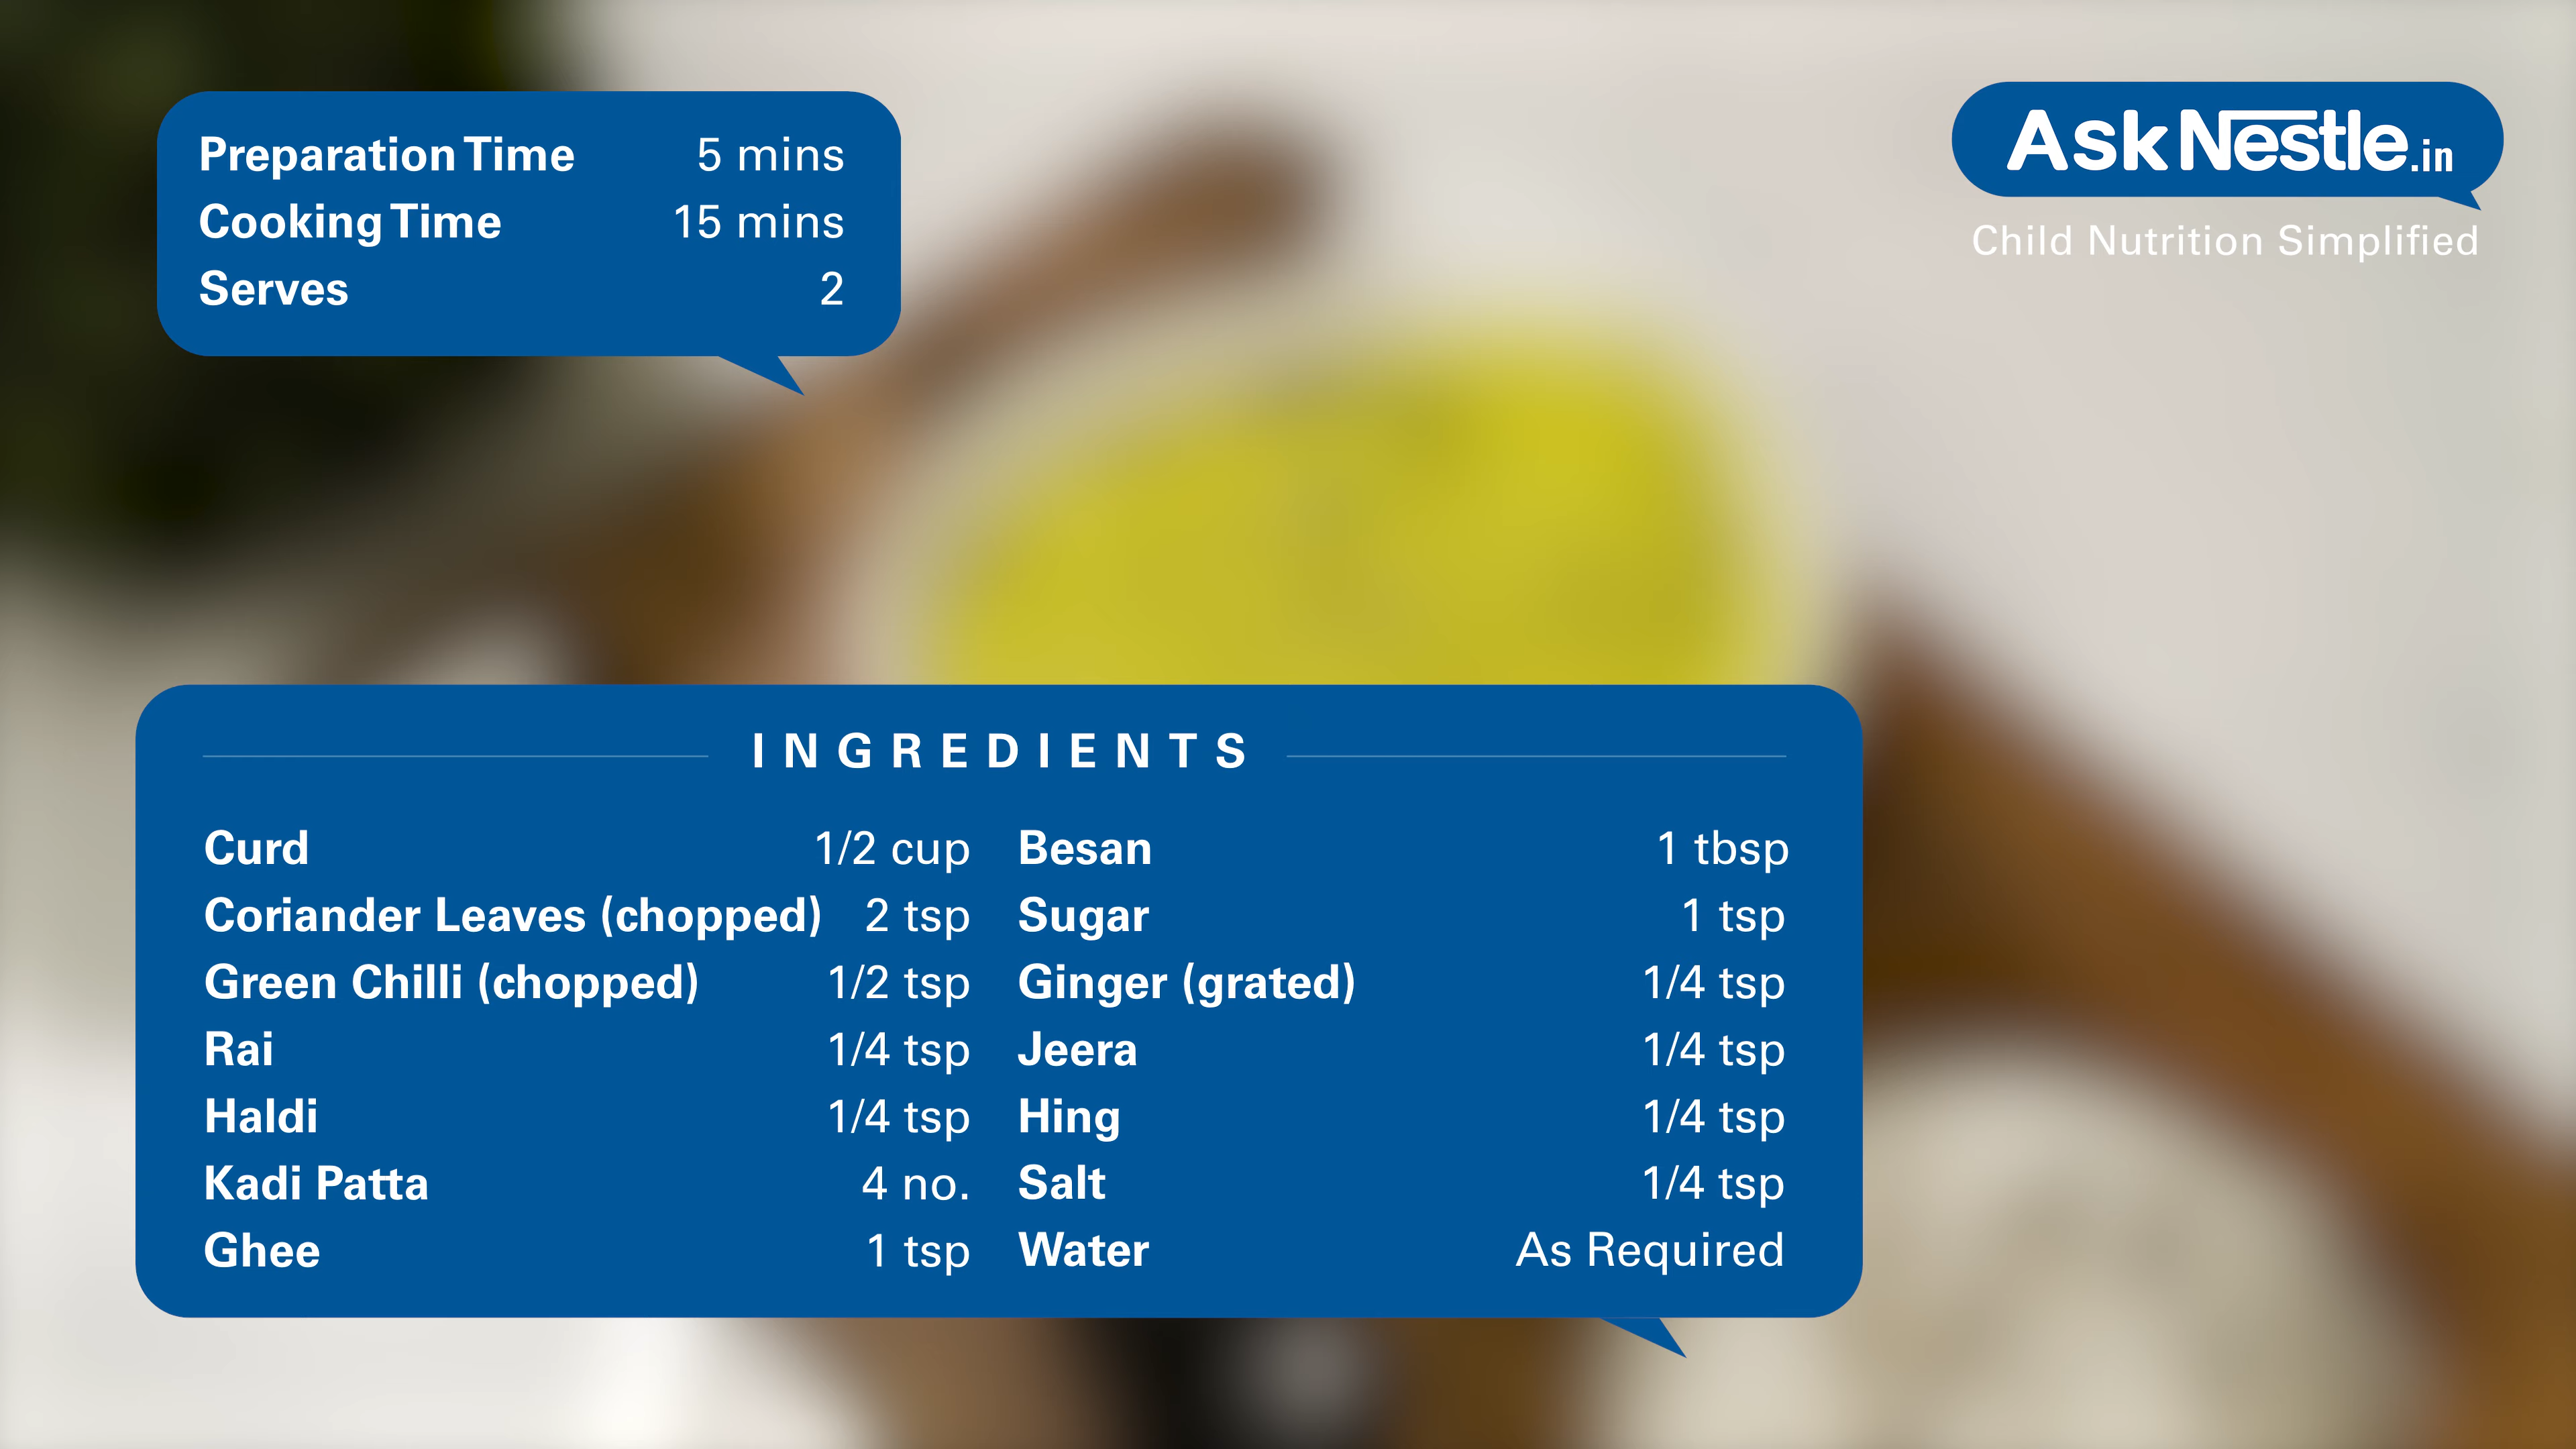 Preparation Time 5 mins
Cooking Time 15 mins
Serves 2
AskNestle.in
Child Nutrition Simplified
INGREDIENTS
Curd 1/2 cup
Coriander Leaves (chopped) 2 tsp
Green Chilli (chopped) 1/2 tsp
Rai 1/4 tsp
Haldi 1/4 tsp
Kadi Patta 4 no.
Ghee 1 tsp
Besan 1 tbsp
Sugar 1 tsp
Ginger (grated) 1/4 tsp
Jeera 1/4 tsp
Hing 1/4 tsp
Salt 1/4 tsp
Water As Required